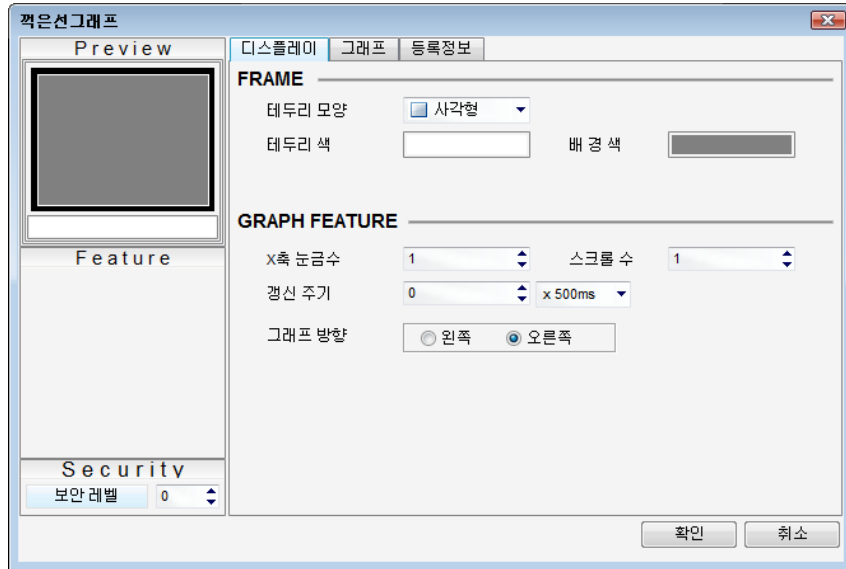 꺽은선그래프
Preview
디스플레이 그래프 등록정보
FRAME
테두리 모양 사각형
테두리 색 배 경 색
GRAPH FEATURE
Feature
X축 눈금수 1 스크롤 수 1
갱신 주기 0 x 500ms
그래프 방향 왼쪽 오른쪽
Security
보안 레벨 0
확인 취소